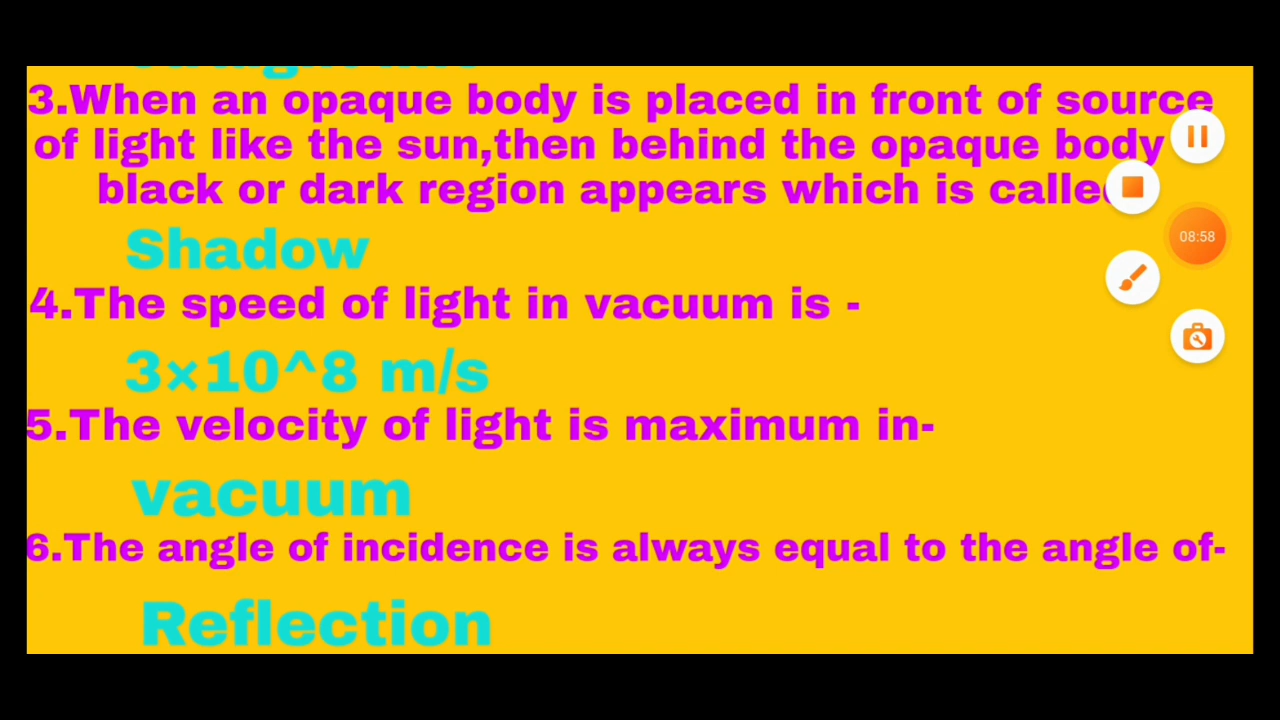 3.When an opaque body is placed in front of source
of light like the sun,then behind the opaque body
black or dark region appears which is called
Shadow
4.The speed of light in vacuum is -
3×10^8 m/s
5.The velocity of light is maximum in-
vacuum
6.The angle of incidence is always equal to the angle of-
Reflection
08:58